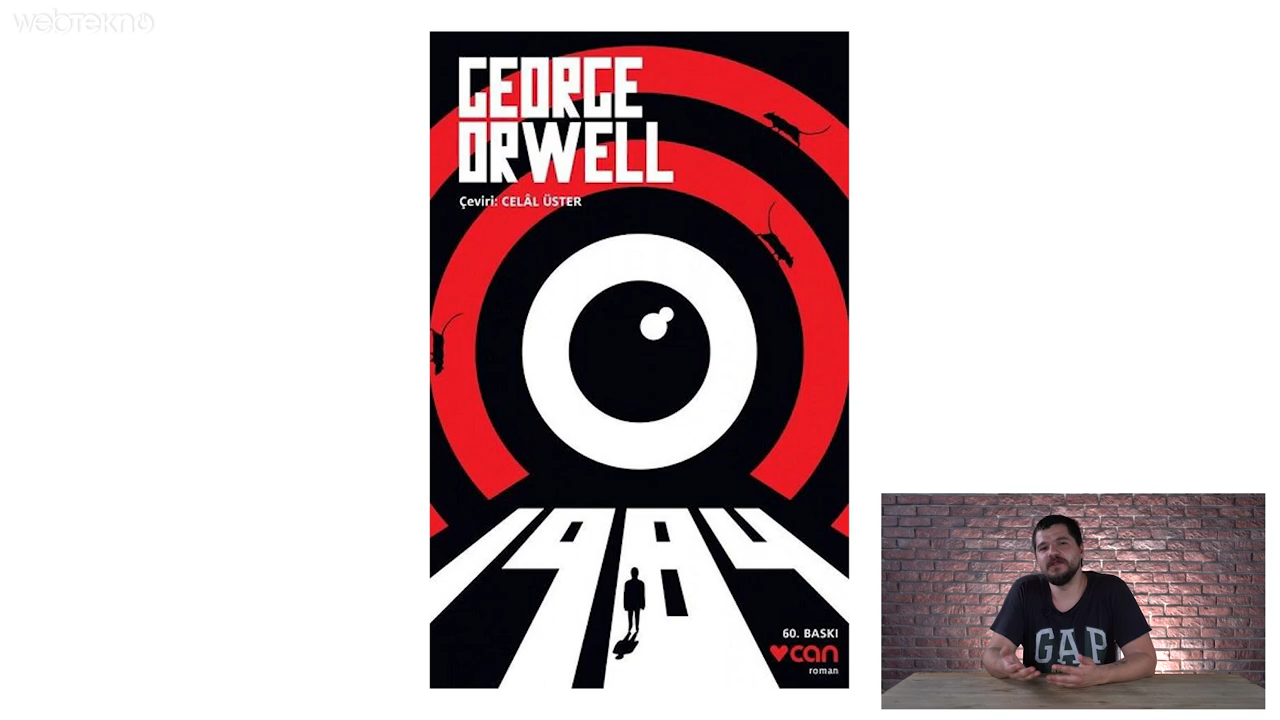 webtekno
GEORGE
ORWELL
Çeviri: CELÂL ÜSTER
1984
60. BASKI
can
roman
GAP